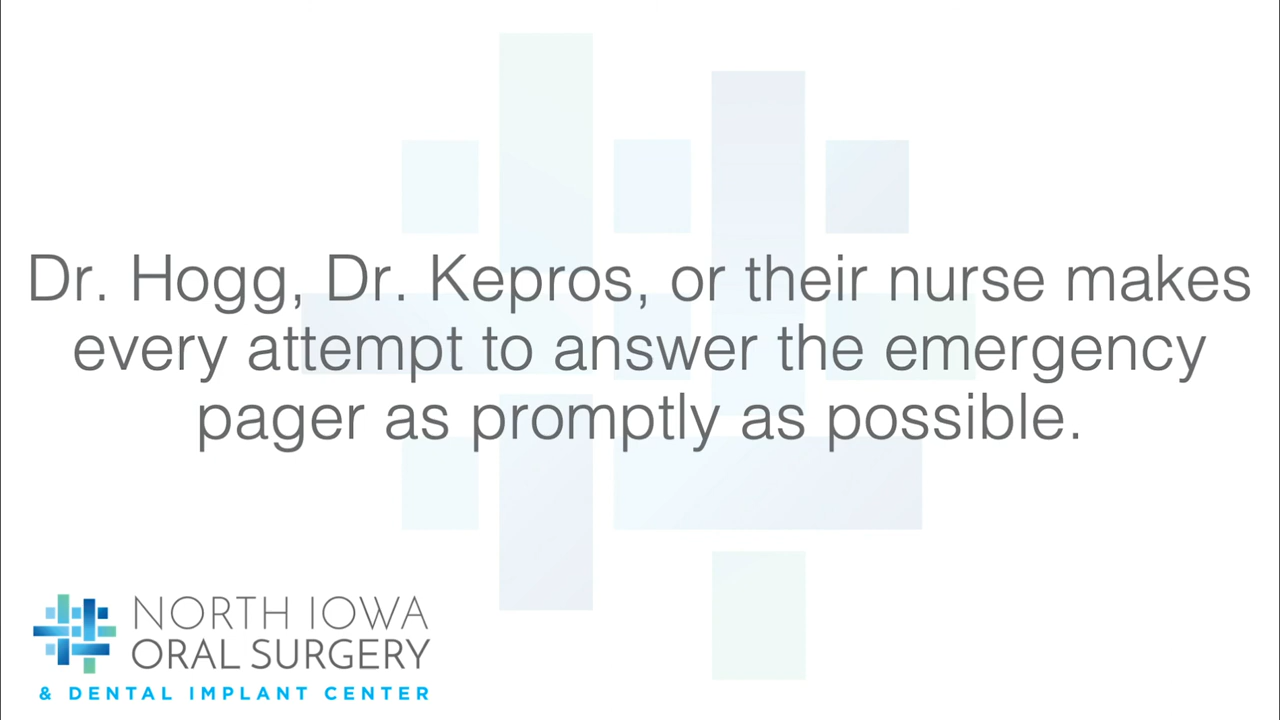 Dr. Hogg, Dr. Kepros, or their nurse makes
every attempt to answer the emergency
pager as promptly as possible.
NORTH IOWA
ORAL SURGERY
& DENTAL IMPLANT CENTER